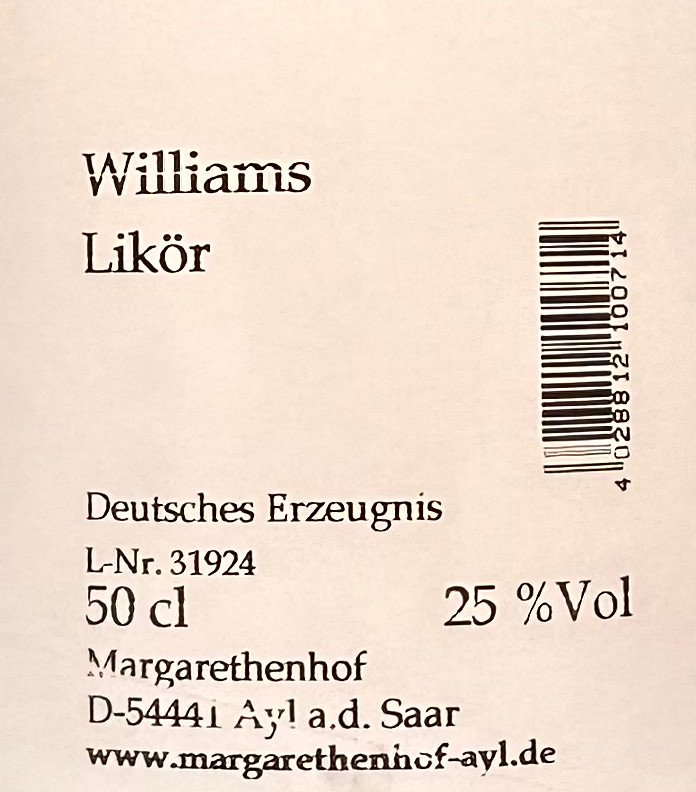 Williams
Likör
4 028812 100714
Deutsches Erzeugnis
L-Nr. 31924
50 cl 25 %Vol
Margarethenhof
D-54441 Ayl a.d. Saar
www.margarethenhof-ayl.de